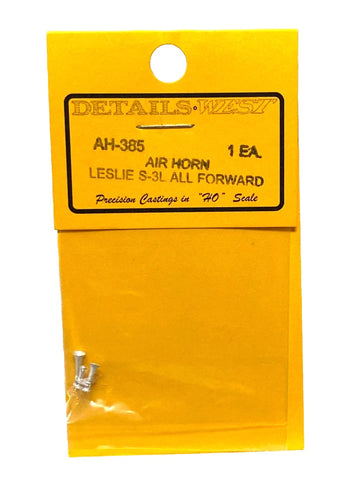 DETAILS WEST
AH-385 1 EA.
AIR HORN
LESLIE S-3L ALL FORWARD
Precision Castings in "HO" Scale